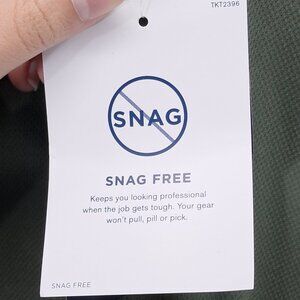 TKT2396
SNAG
SNAG FREE
Keeps you looking professional
when the job gets tough. Your gear
won't pull, pill or pick.
SNAG FREE